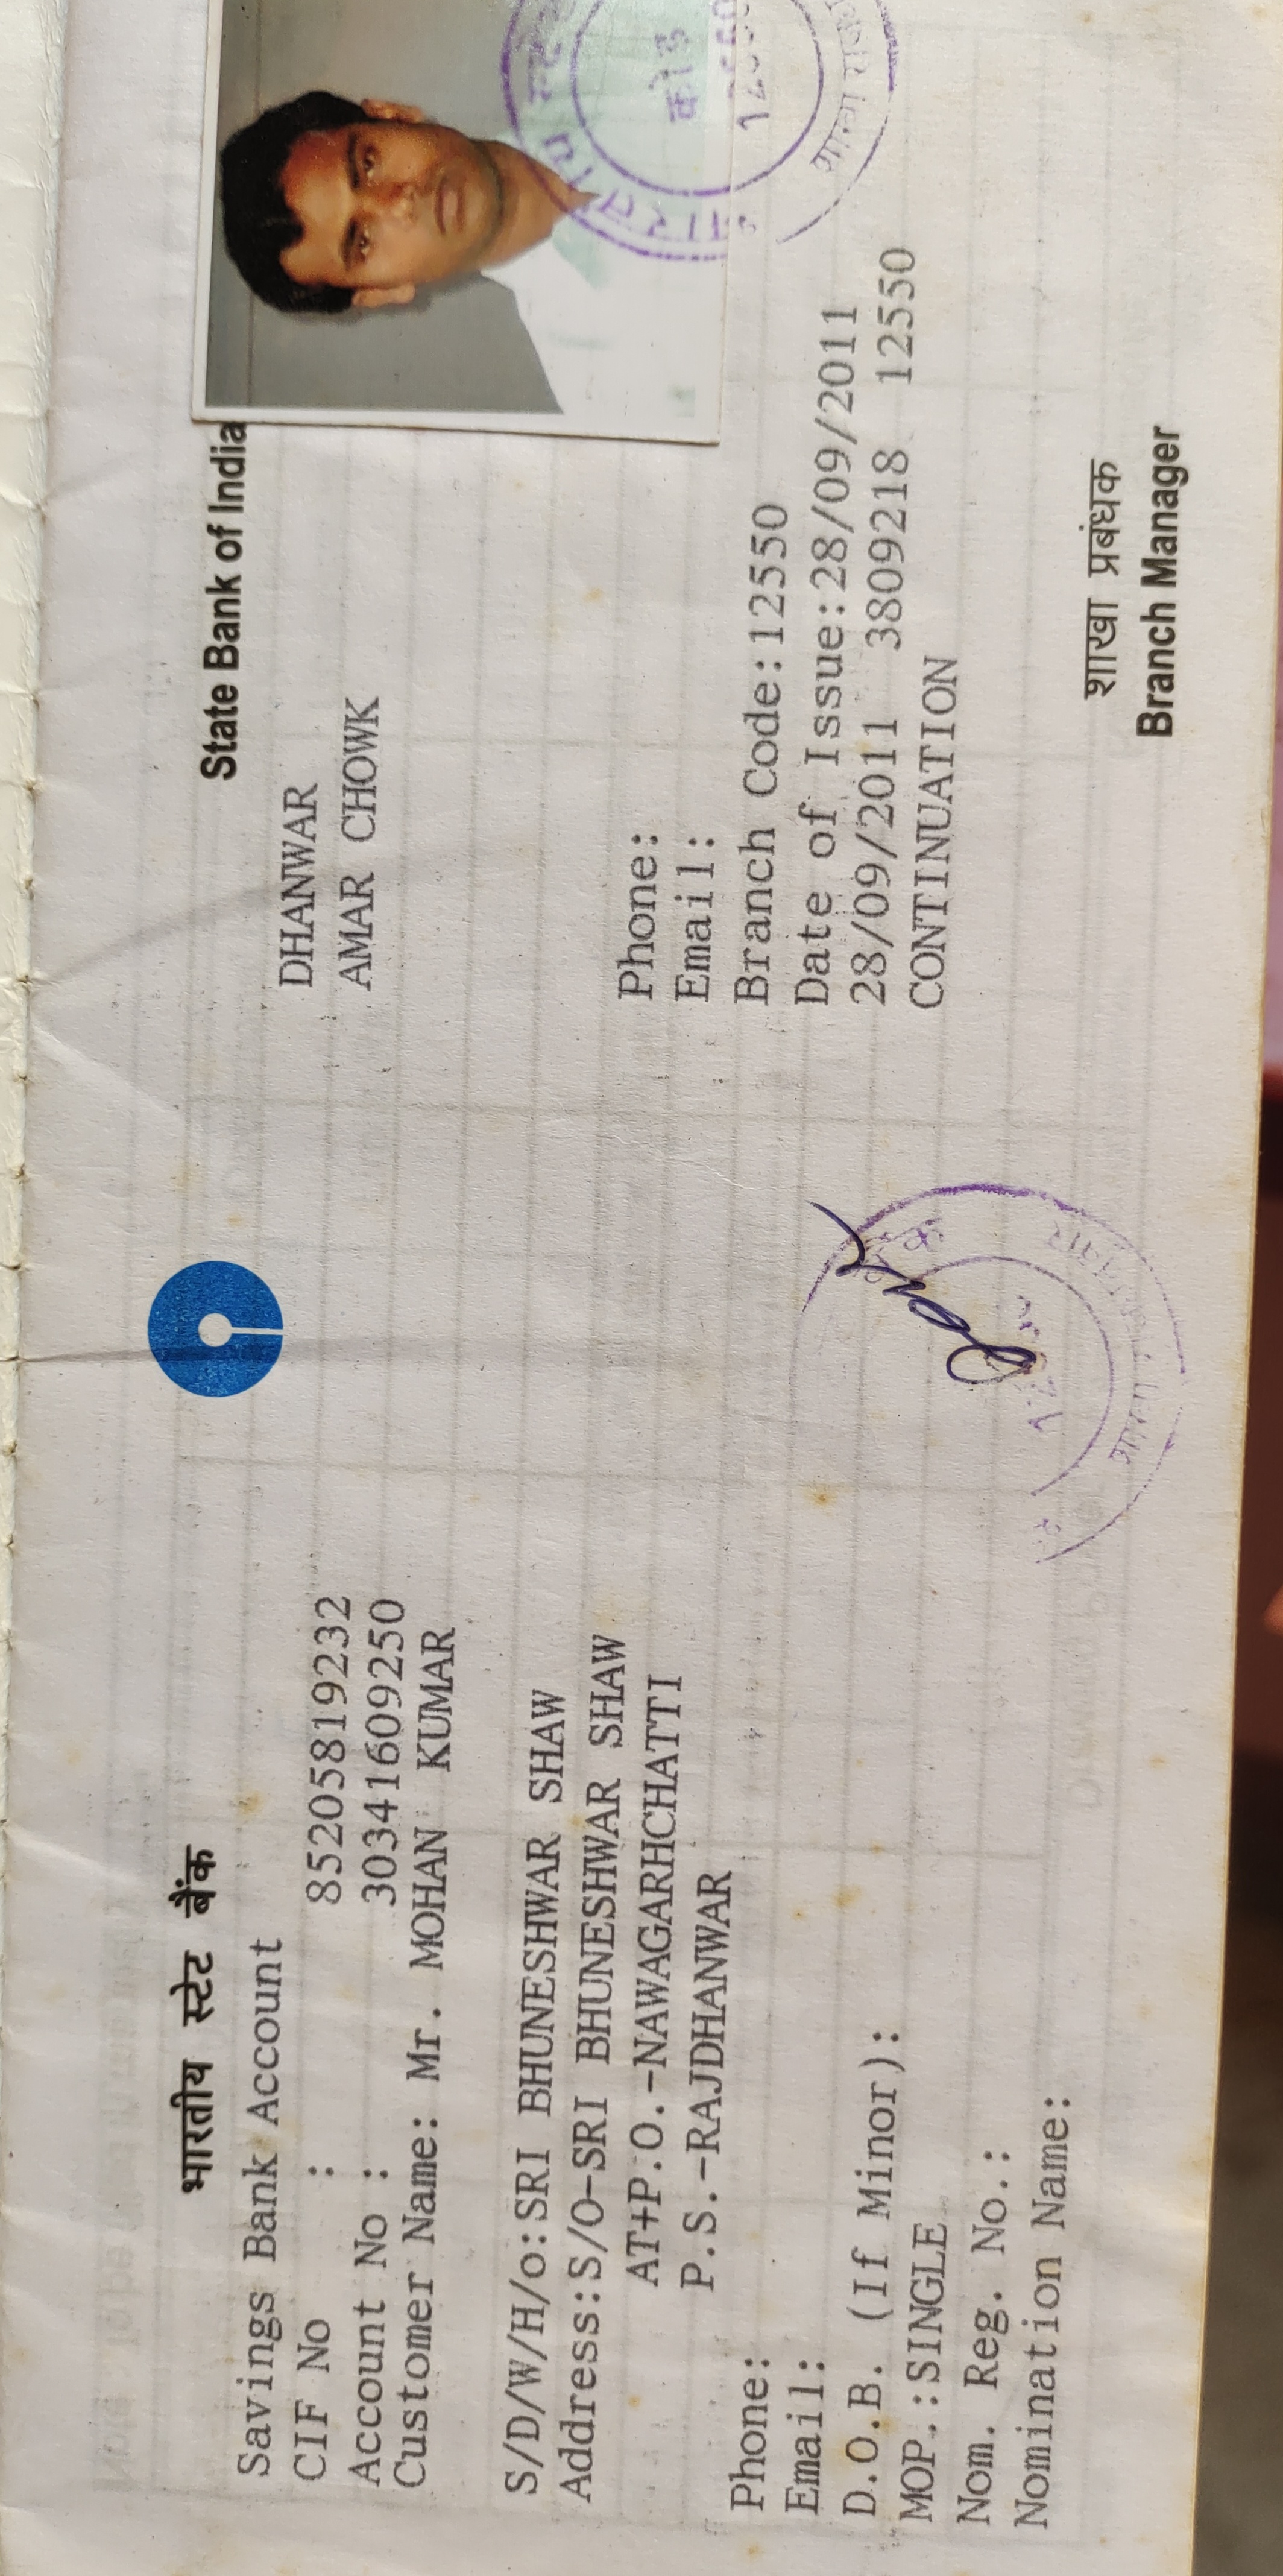 भारतीय स्टेट बैंक
Savings Bank Account
CIF No : 85205819232
Account No : 30341609250
Customer Name: Mr. MOHAN KUMAR
S/D/W/H/o:SRI BHUNESHWAR SHAW
Address:S/O-SRI BHUNESHWAR SHAW
AT+P.O.-NAWAGARHCHATTI
P.S.-RAJDHANWAR
Phone:
Email:
D.O.B. (If Minor):
MOP.:SINGLE
Nom. Reg. No.:
Nomination Name:
State Bank of India
DHANWAR
AMAR CHOWK
Phone:
Email:
Branch Code:12550
Date of Issue:28/09/2011
28/09/2011 3809218 12550
CONTINUATION
शाखा प्रबंधक
Branch Manager
भारतीय
कोड
शाखा
शाखा